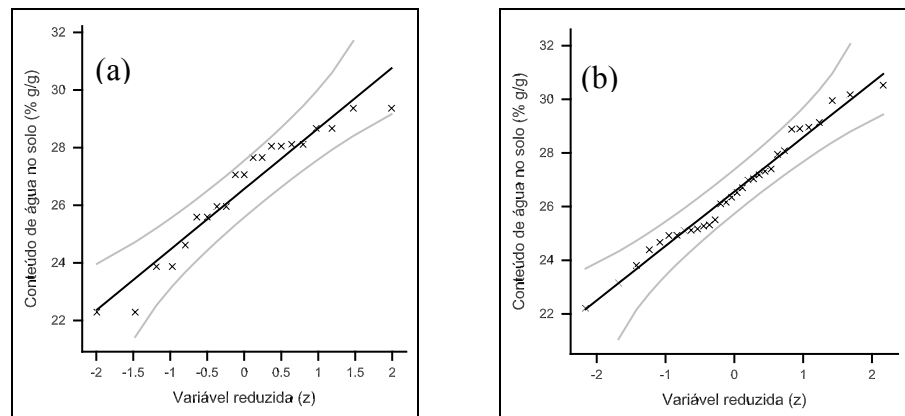 (a)
Conteúdo de água no solo (% g/g)
32
30
28
26
24
22
-2 -1.5 -1 -0.5 0 0.5 1 1.5 2
Variável reduzida (z)
(b)
Conteúdo de água no solo (% g/g)
32
30
28
26
24
22
-2 -1 0 1 2
Variável reduzida (z)